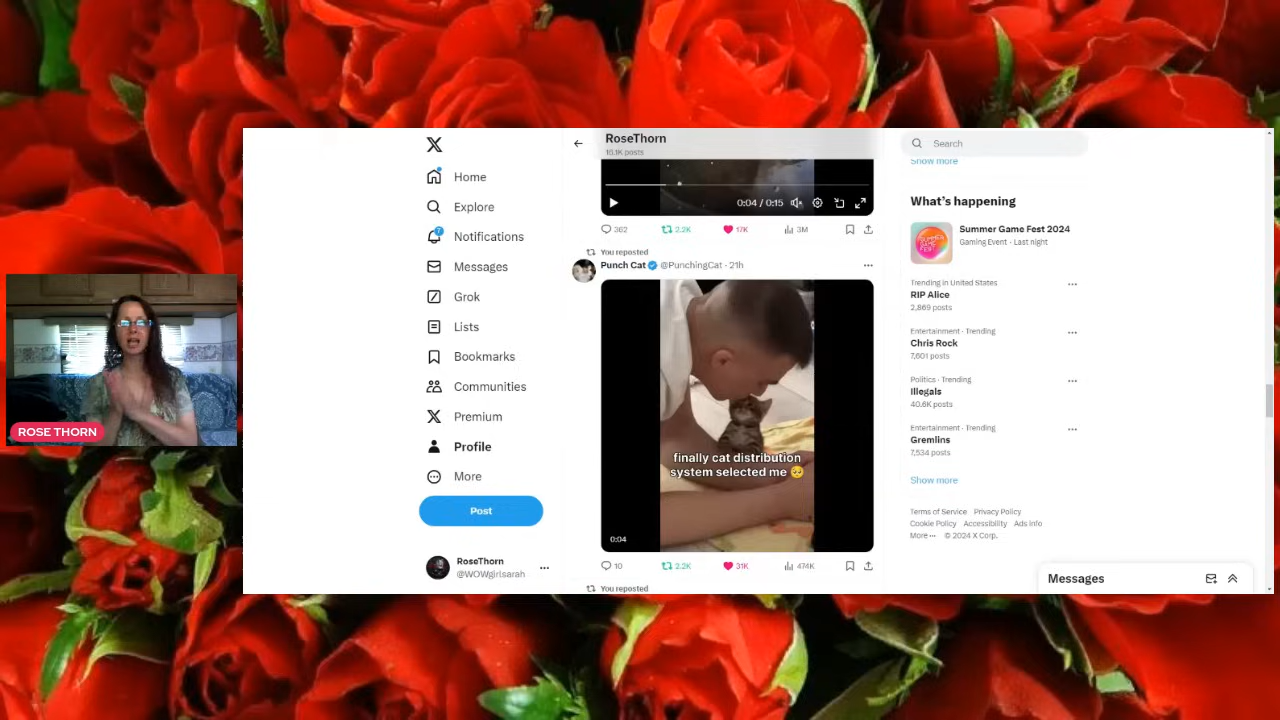 RoseThorn
16.1K posts
Search
Show more
Home
Explore
7
Notifications
Messages
Grok
Lists
Bookmarks
Communities
Premium
Profile
More
Post
RoseThorn
@WOWgirlsarah
0:04 / 0:15
362
2.2K
17K
3M
You reposted
Punch Cat @PunchingCat · 21h
finally cat distribution
system selected me 🥺
0:04
10
2.2K
31K
474K
You reposted
What's happening
Summer Game Fest 2024
Gaming Event · Last night
Trending in United States
RIP Alice
2,869 posts
Entertainment · Trending
Chris Rock
7,601 posts
Politics · Trending
Illegals
40.6K posts
Entertainment · Trending
Gremlins
7,534 posts
Show more
Terms of Service Privacy Policy
Cookie Policy Accessibility Ads info
More ··· © 2024 X Corp.
Messages
ROSE THORN